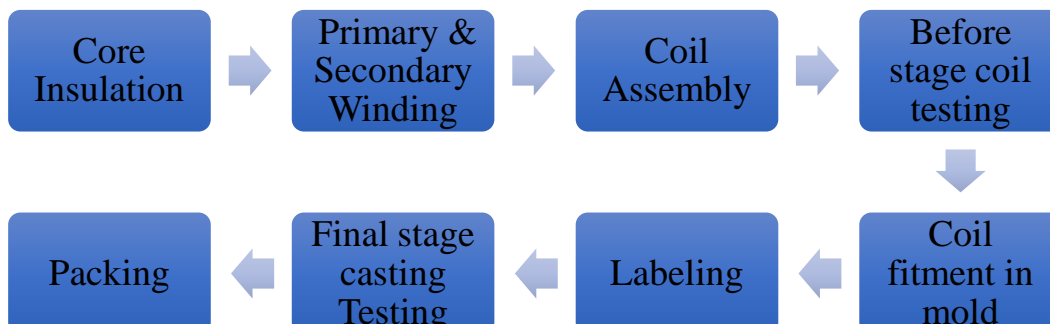 Core
Insulation
Primary &
Secondary
Winding
Coil
Assembly
Before
stage coil
testing
Coil
fitment in
mold
Labeling
Final stage
casting
Testing
Packing